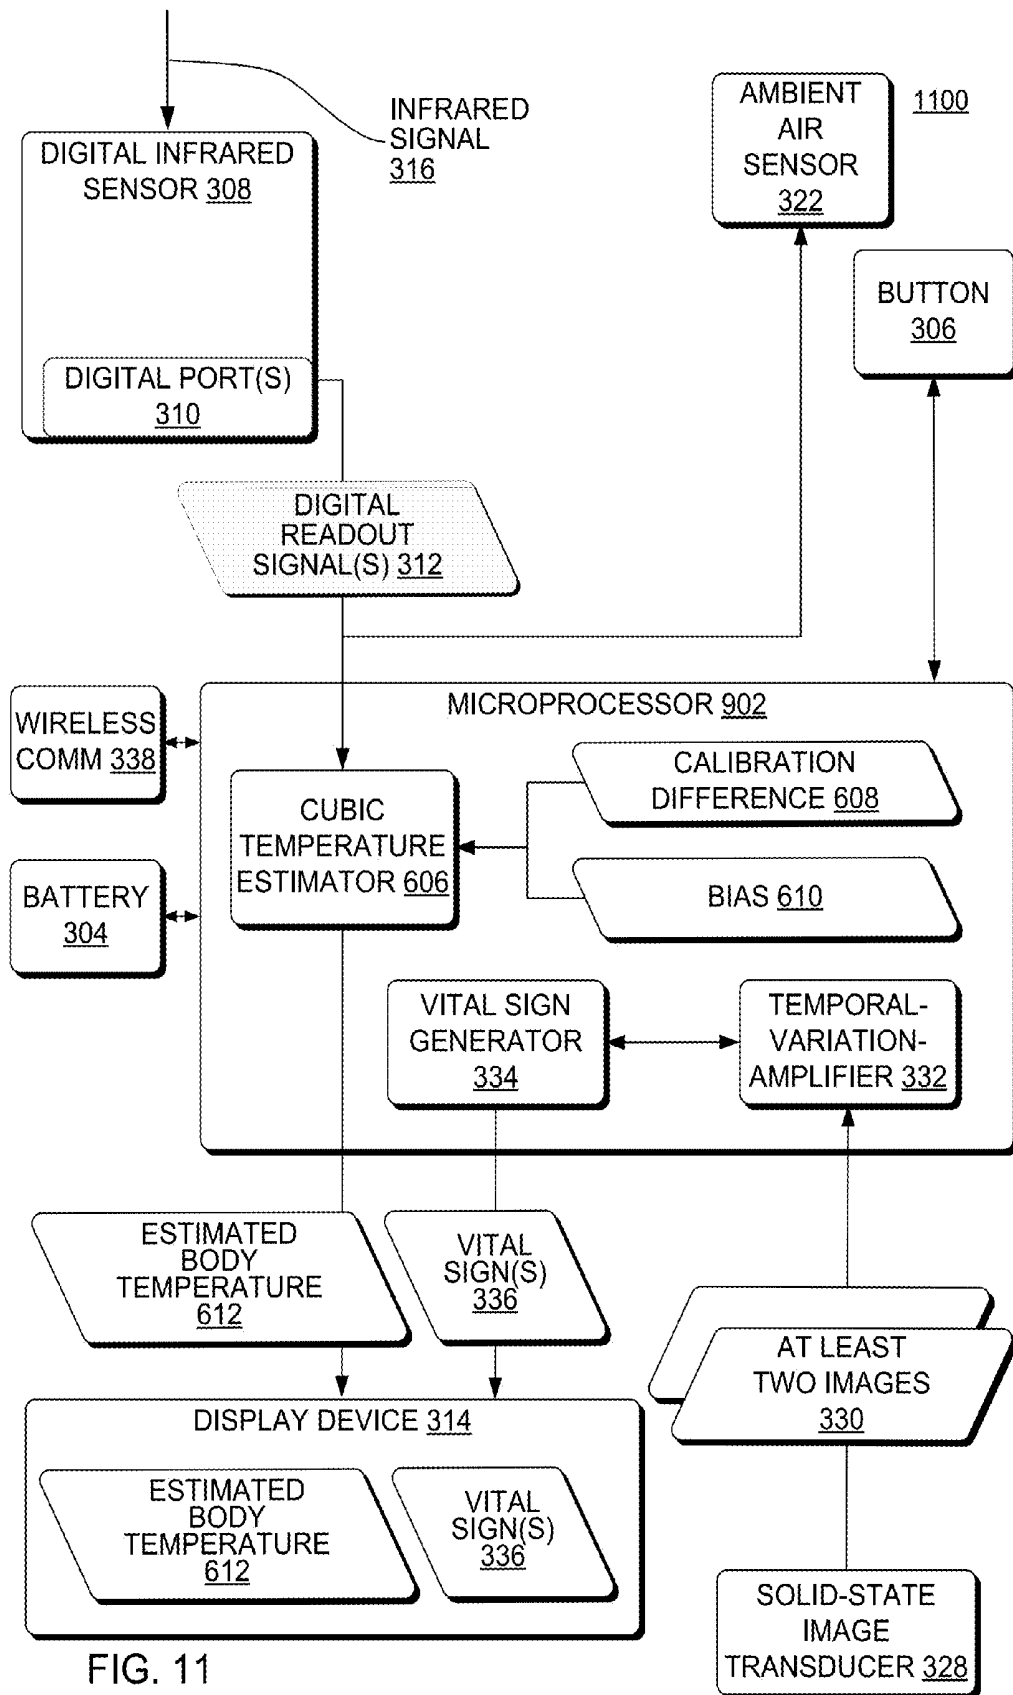 INFRARED
SIGNAL
316
AMBIENT
AIR
SENSOR
322
1100
DIGITAL INFRARED
SENSOR 308
BUTTON
306
DIGITAL PORT(S)
310
DIGITAL
READOUT
SIGNAL(S) 312
MICROPROCESSOR 902
WIRELESS
COMM 338
CALIBRATION
DIFFERENCE 608
CUBIC
TEMPERATURE
ESTIMATOR 606
BATTERY
304
BIAS 610
VITAL SIGN
GENERATOR
334
TEMPORAL-
VARIATION-
AMPLIFIER 332
ESTIMATED
BODY
TEMPERATURE
612
VITAL
SIGN(S)
336
AT LEAST
TWO IMAGES
330
DISPLAY DEVICE 314
ESTIMATED
BODY
TEMPERATURE
612
VITAL
SIGN(S)
336
SOLID-STATE
IMAGE
TRANSDUCER 328
FIG. 11